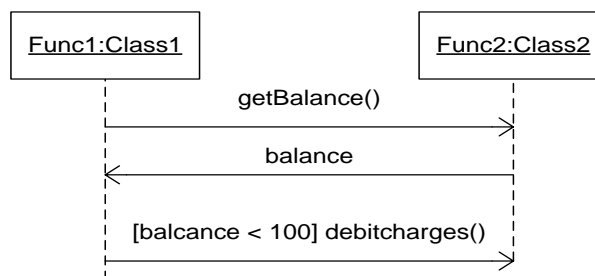 Func1:Class1
Func2:Class2
getBalance()
balance
[balcance < 100] debitcharges()